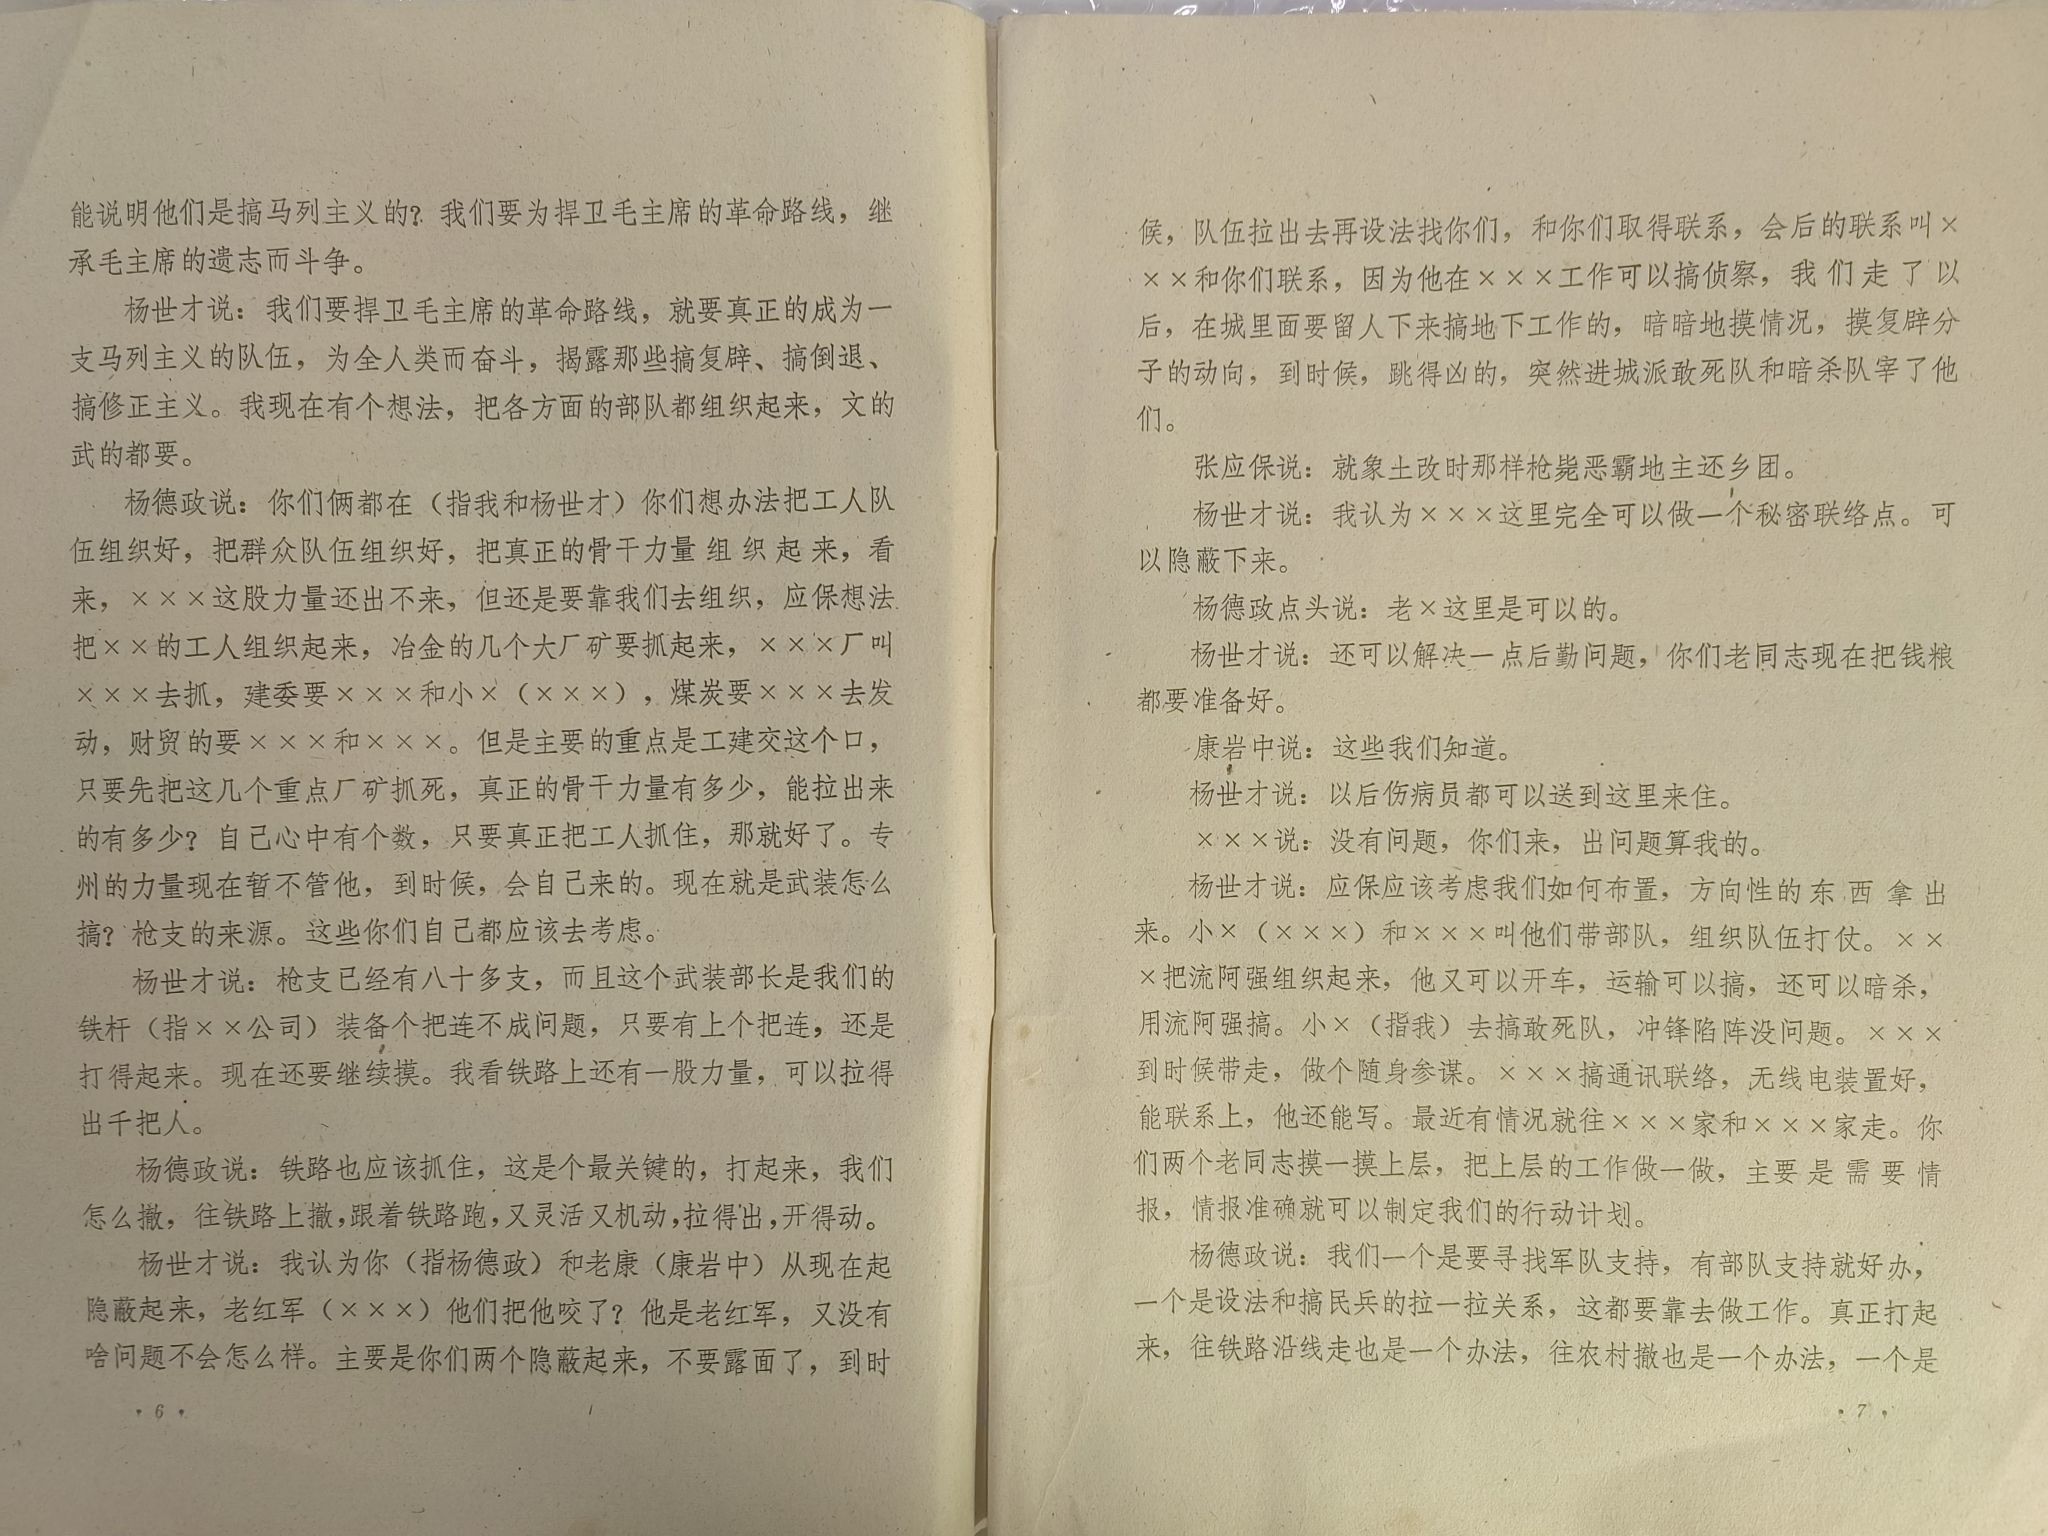 能说明他们是搞马列主义的？我们要为捍卫毛主席的革命路线，继
承毛主席的遗志而斗争。
杨世才说：我们要捍卫毛主席的革命路线，就要真正的成为一
支马列主义的队伍，为全人类而奋斗，揭露那些搞复辟、搞倒退、
搞修正主义。我现在有个想法，把各方面的部队都组织起来，文的
武的都要。
杨德政说：你们俩都在（指我和杨世才）你们想办法把工人队
伍组织好，把群众队伍组织好，把真正的骨干力量组织起来，看
来，×××这股力量还出不来，但还是要靠我们去组织，应保想法
把××的工人组织起来，冶金的几个大厂矿要抓起来，×××厂叫
×××去抓，建委要×××和小×（×××），煤炭要×××去发
动，财贸的要×××和×××。但是主要的重点是工建交这个口，
只要先把这几个重点厂矿抓死，真正的骨干力量有多少，能拉出来
的有多少？自己心中有个数，只要真正把工人抓住，那就好了。专
州的力量现在暂不管他，到时候，会自己来的。现在就是武装怎么
搞？枪支的来源。这些你们自己都应该去考虑。
杨世才说：枪支已经有八十多支，而且这个武装部长是我们的
铁杆（指××公司）装备个把连不成问题，只要有上个把连，还是
打得起来。现在还要继续摸。我看铁路上还有一股力量，可以拉得
出千把人。
杨德政说：铁路也应该抓住，这是个最关键的，打起来，我们
怎么撤，往铁路上撤，跟着铁路跑，又灵活又机动，拉得出，开得动。
杨世才说：我认为你（指杨德政）和老康（康岩中）从现在起
隐蔽起来，老红军（×××）他们把他咬了？他是老红军，又没有
啥问题不会怎么样。主要是你们两个隐蔽起来，不要露面了，到时
·6·
候，队伍拉出去再设法找你们，和你们取得联系，会后的联系叫×
××和你们联系，因为他在×××工作可以搞侦察，我们走了以
后，在城里面要留人下来搞地下工作的，暗暗地摸情况，摸复辟分
子的动向，到时候，跳得凶的，突然进城派敢死队和暗杀队宰了他
们。
张应保说：就象土改时那样枪毙恶霸地主还乡团。
杨世才说：我认为×××这里完全可以做一个秘密联络点。可
以隐蔽下来。
杨德政点头说：老×这里是可以的。
杨世才说：还可以解决一点后勤问题，你们老同志现在把钱粮
都要准备好。
康岩中说：这些我们知道。
杨世才说：以后伤病员都可以送到这里来住。
×××说：没有问题，你们来，出问题算我的。
杨世才说：应保应该考虑我们如何布置，方向性的东西拿出
来。小×（×××）和×××叫他们带部队，组织队伍打仗。××
×把流阿强组织起来，他又可以开车，运输可以搞，还可以暗杀，
用流阿强搞。小×（指我）去搞敢死队，冲锋陷阵没问题。×××
到时候带走，做个随身参谋。×××搞通讯联络，无线电装置好，
能联系上，他还能写。最近有情况就往×××家和×××家走。你
们两个老同志摸一摸上层，把上层的工作做一做，主要是需要情
报，情报准确就可以制定我们的行动计划。
杨德政说：我们一个是要寻找军队支持，有部队支持就好办，
一个是设法和搞民兵的拉一拉关系，这都要靠去做工作。真正打起
来，往铁路沿线走也是一个办法，往农村撤也是一个办法，一个是
·7·